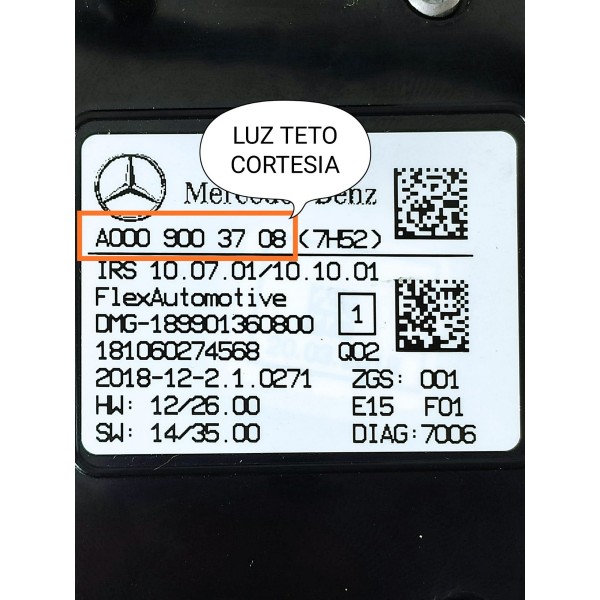 LUZ TETO
CORTESIA
Mercedes-Benz
A000 900 37 08 (7H52)
IRS 10.07.01/10.10.01
FlexAutomotive
DMG-189901360800
1
181060274568 Q02
2018-12-2.1.0271 ZGS: 001
HW: 12/26.00 E15 F01
SW: 14/35.00 DIAG:7006